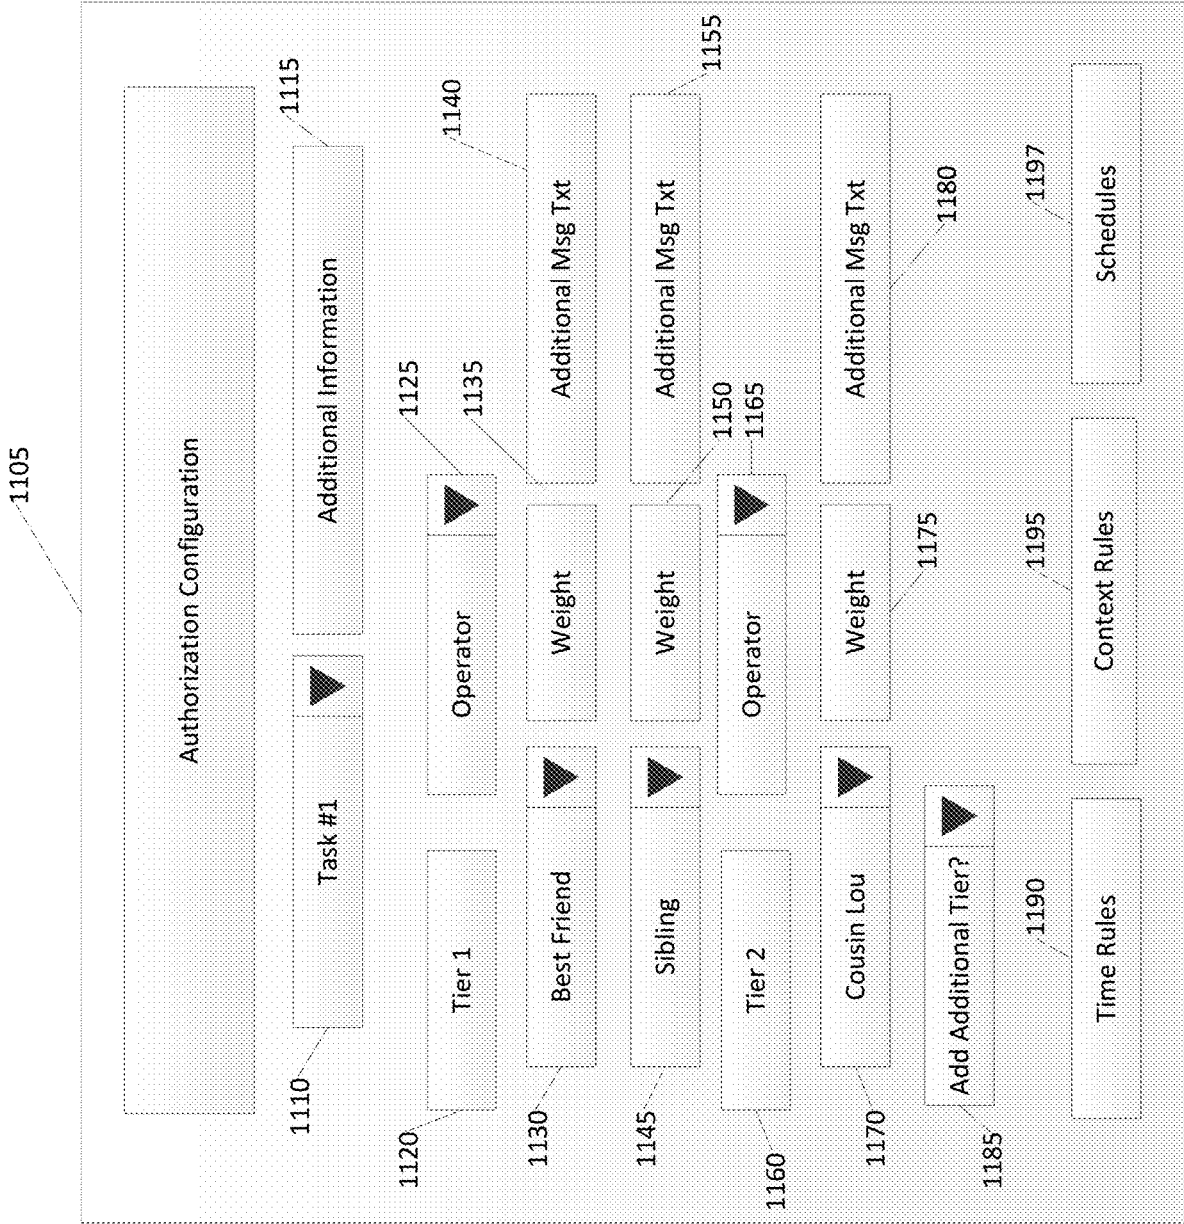 1105
Authorization Configuration
1110
Task #1
Additional Information
1115
1120
Tier 1
Operator
1125
1130
Best Friend
Weight
1135
Additional Msg Txt
1140
1145
Sibling
Weight
1150
Additional Msg Txt
1155
1160
Tier 2
Operator
1165
1170
Cousin Lou
Weight
1175
Additional Msg Txt
1180
1185
Add Additional Tier?
1190
Time Rules
1195
Context Rules
1197
Schedules